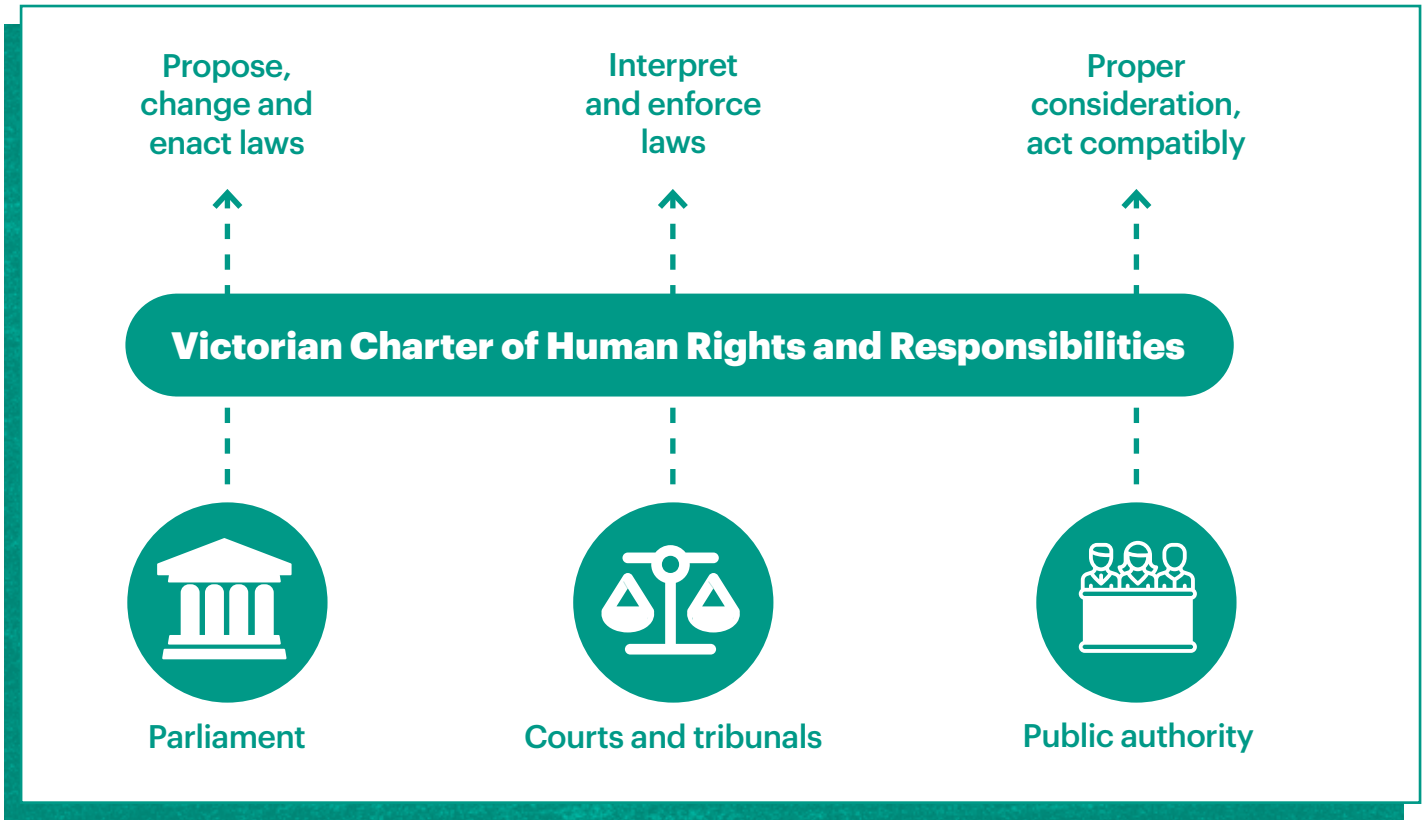 Propose,
change and
enact laws
Interpret
and enforce
laws
Proper
consideration,
act compatibly
Victorian Charter of Human Rights and Responsibilities
Parliament
Courts and tribunals
Public authority